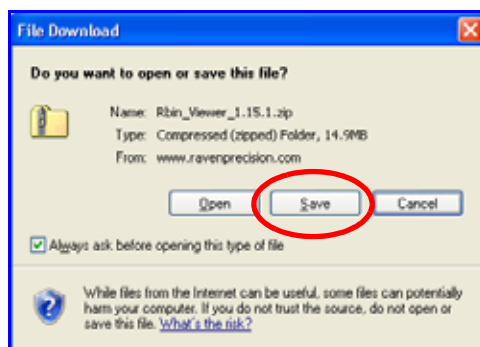 File Download
Do you want to open or save this file?
Name: Rbin_Viewer_1.15.1.zip
Type: Compressed (zipped) Folder, 14.9MB
From: www.ravenprecision.com
Open Save Cancel
Always ask before opening this type of file
While files from the Internet can be useful, some files can potentially
harm your computer. If you do not trust the source, do not open or
save this file. What's the risk?